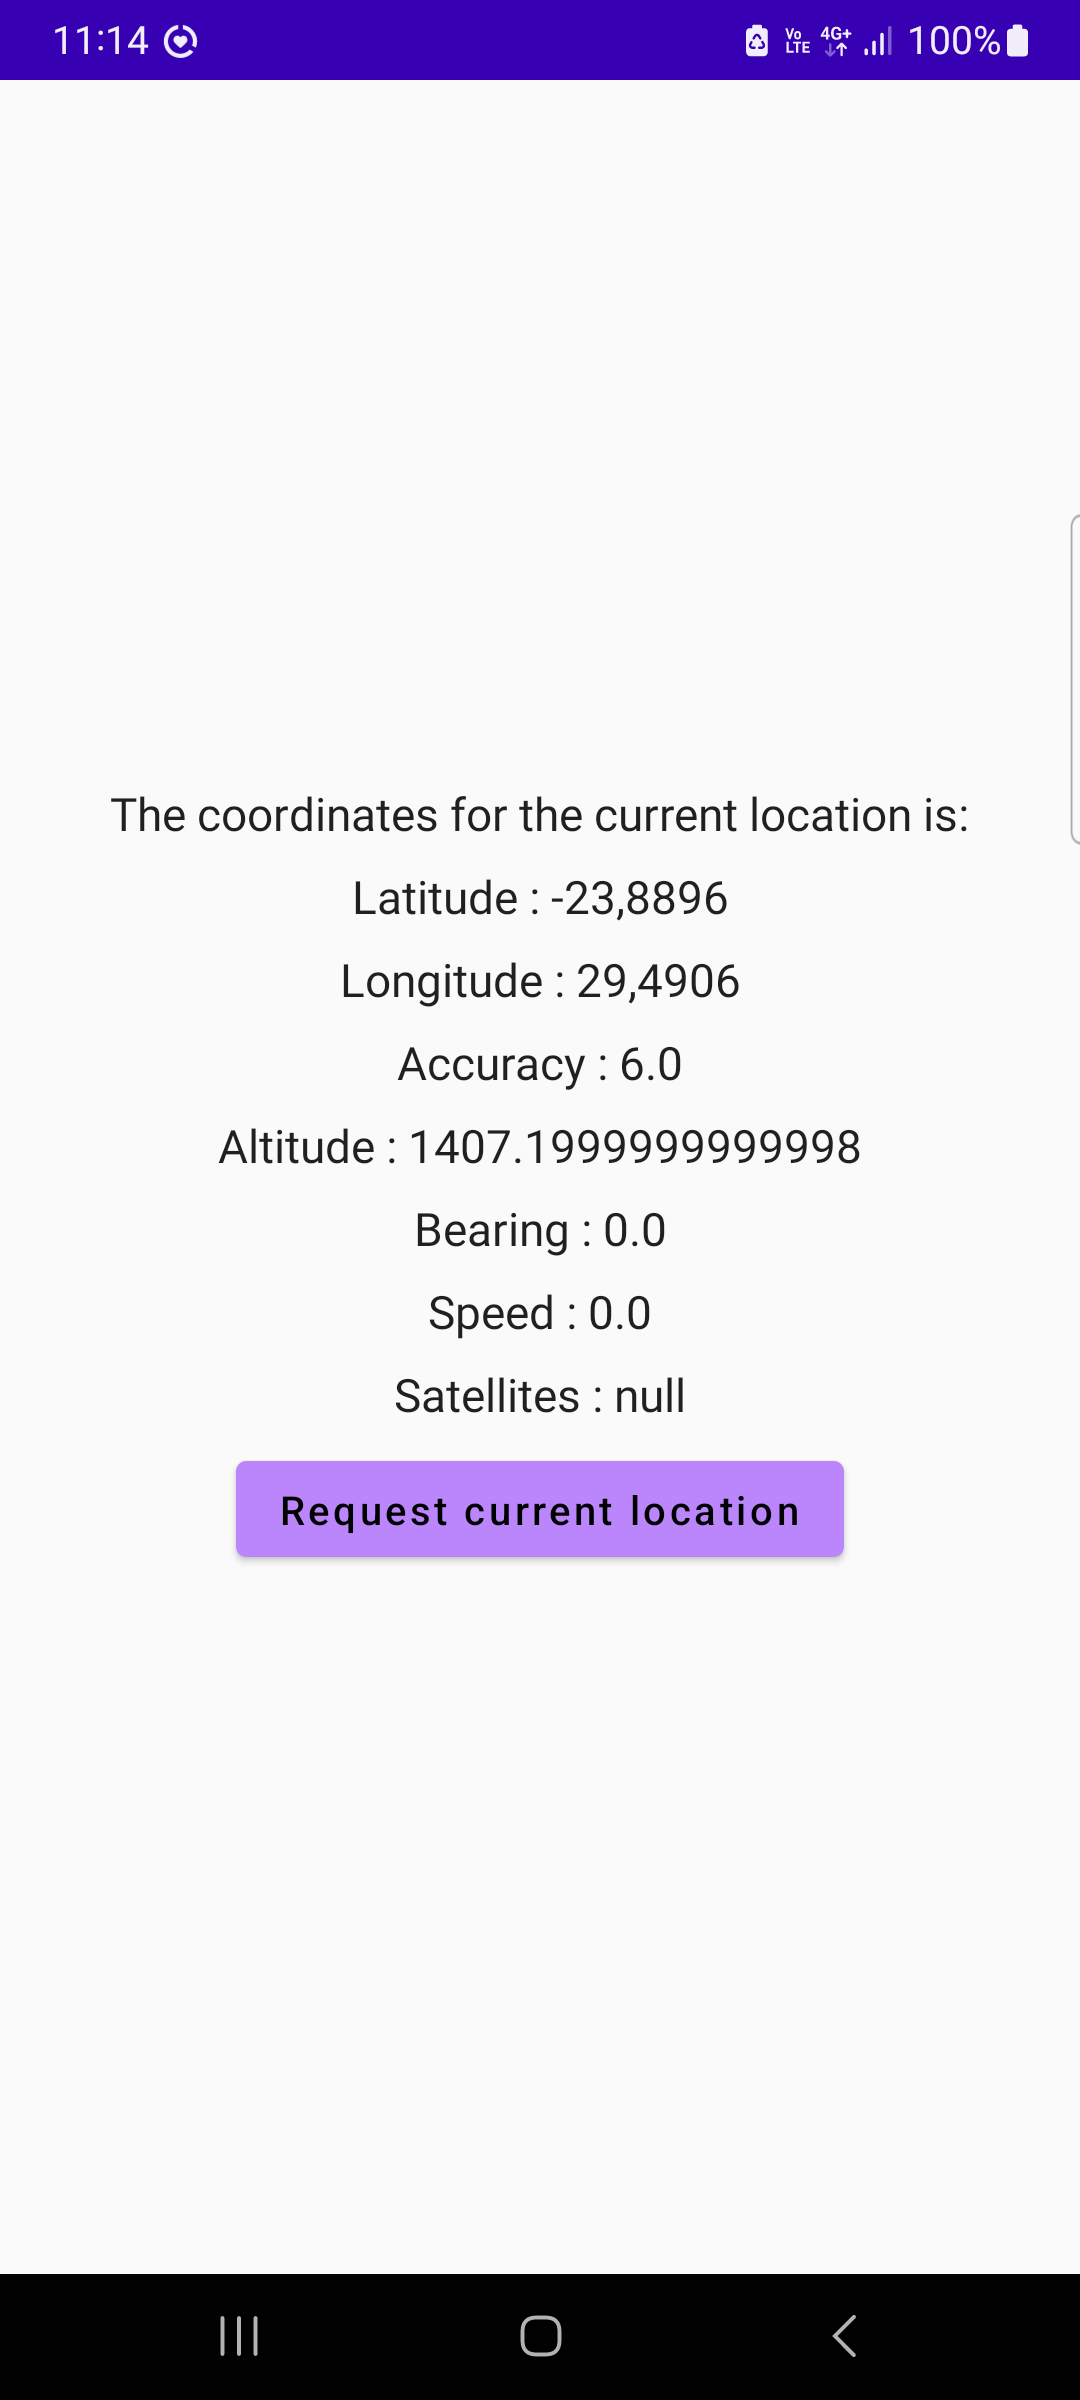 11:14 Vo LTE 4G+ 100%
The coordinates for the current location is:
Latitude : -23,8896
Longitude : 29,4906
Accuracy : 6.0
Altitude : 1407.1999999999998
Bearing : 0.0
Speed : 0.0
Satellites : null
Request current location